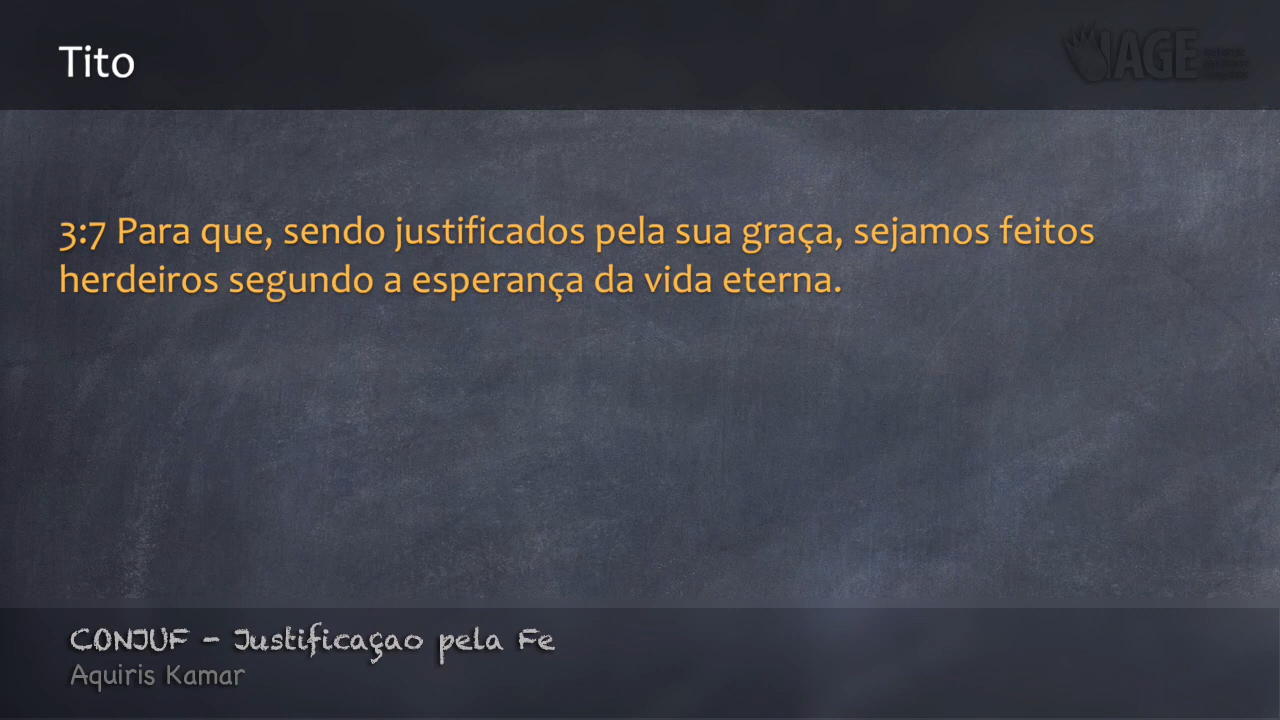 Tito
IAGE
3:7 Para que, sendo justificados pela sua graça, sejamos feitos
herdeiros segundo a esperança da vida eterna.
CONJUF - Justificaçao pela Fe
Aquiris Kamar